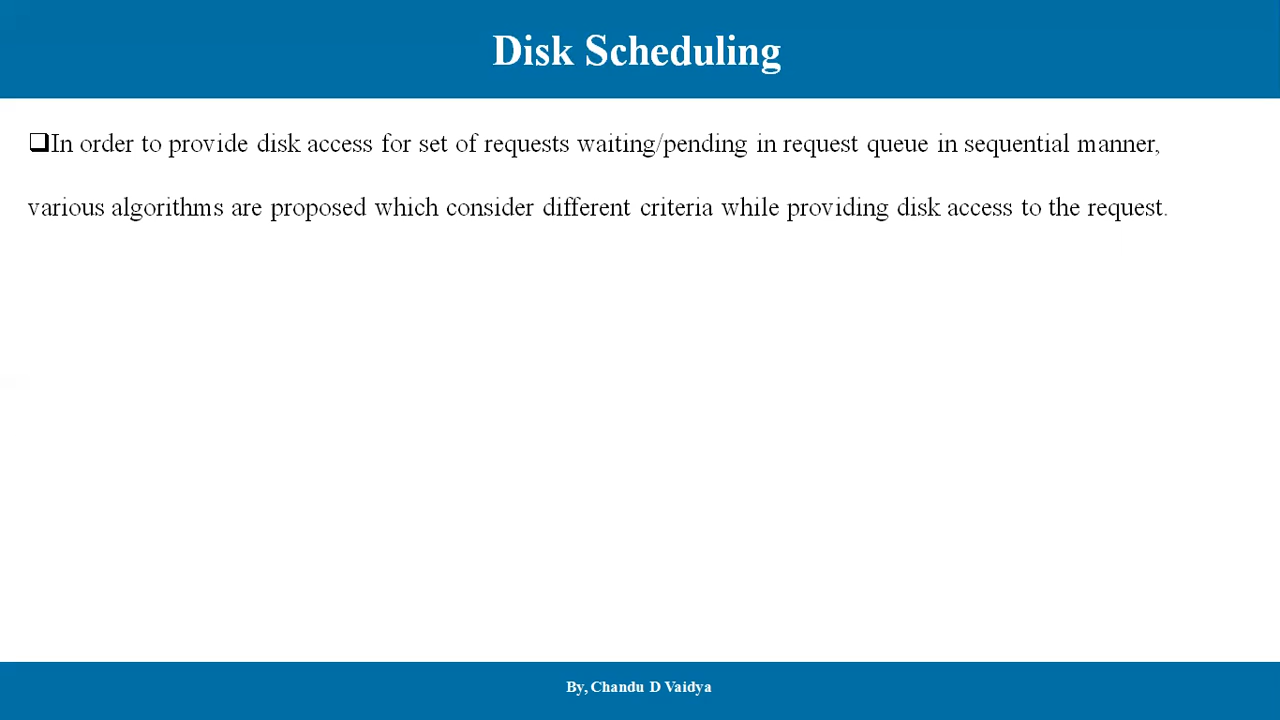 Disk Scheduling
❑In order to provide disk access for set of requests waiting/pending in request queue in sequential manner,
various algorithms are proposed which consider different criteria while providing disk access to the request.
By, Chandu D Vaidya